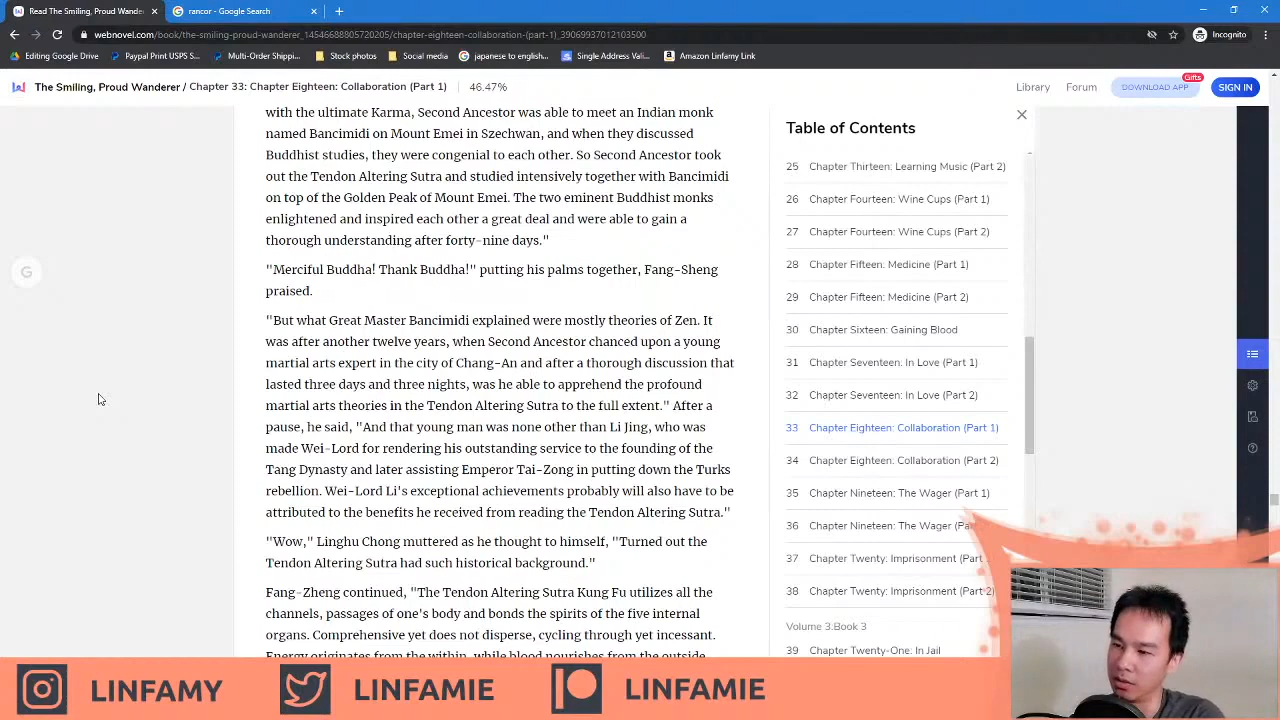 Read The Smiling, Proud Wande
rancor - Google Search
webnovel.com/book/the-smiling-proud-wanderer_14546688805720205/chapter-eighteen-collaboration-(part-1)_39069937012103500
Incognito
Editing Google Drive
Paypal Print USPS S...
Multi-Order Shippi...
Stock photos
Social media
japanese to english...
Single Address Vali...
Amazon Linfamy Link
The Smiling, Proud Wanderer / Chapter 33: Chapter Eighteen: Collaboration (Part 1)
46.47%
Library
Forum
DOWNLOAD APP
Gifts
SIGN IN
with the ultimate Karma, Second Ancestor was able to meet an Indian monk
named Bancimidi on Mount Emei in Szechwan, and when they discussed
Buddhist studies, they were congenial to each other. So Second Ancestor took
out the Tendon Altering Sutra and studied intensively together with Bancimidi
on top of the Golden Peak of Mount Emei. The two eminent Buddhist monks
enlightened and inspired each other a great deal and were able to gain a
thorough understanding after forty-nine days."
"Merciful Buddha! Thank Buddha!" putting his palms together, Fang-Sheng
praised.
"But what Great Master Bancimidi explained were mostly theories of Zen. It
was after another twelve years, when Second Ancestor chanced upon a young
martial arts expert in the city of Chang-An and after a thorough discussion that
lasted three days and three nights, was he able to apprehend the profound
martial arts theories in the Tendon Altering Sutra to the full extent." After a
pause, he said, "And that young man was none other than Li Jing, who was
made Wei-Lord for rendering his outstanding service to the founding of the
Tang Dynasty and later assisting Emperor Tai-Zong in putting down the Turks
rebellion. Wei-Lord Li's exceptional achievements probably will also have to be
attributed to the benefits he received from reading the Tendon Altering Sutra."
"Wow," Linghu Chong muttered as he thought to himself, "Turned out the
Tendon Altering Sutra had such historical background."
Fang-Zheng continued, "The Tendon Altering Sutra Kung Fu utilizes all the
channels, passages of one's body and bonds the spirits of the five internal
organs. Comprehensive yet does not disperse, cycling through yet incessant.
Energy originates from the within, while blood nourishes from the outside.
Table of Contents
25 Chapter Thirteen: Learning Music (Part 2)
26 Chapter Fourteen: Wine Cups (Part 1)
27 Chapter Fourteen: Wine Cups (Part 2)
28 Chapter Fifteen: Medicine (Part 1)
29 Chapter Fifteen: Medicine (Part 2)
30 Chapter Sixteen: Gaining Blood
31 Chapter Seventeen: In Love (Part 1)
32 Chapter Seventeen: In Love (Part 2)
33 Chapter Eighteen: Collaboration (Part 1)
34 Chapter Eighteen: Collaboration (Part 2)
35 Chapter Nineteen: The Wager (Part 1)
36 Chapter Nineteen: The Wager (Pa
37 Chapter Twenty: Imprisonment (Part
38 Chapter Twenty: Imprisonment (Part 2)
Volume 3.Book 3
39 Chapter Twenty-One: In Jail
G
LINFAMY
LINFAMIE
LINFAMIE